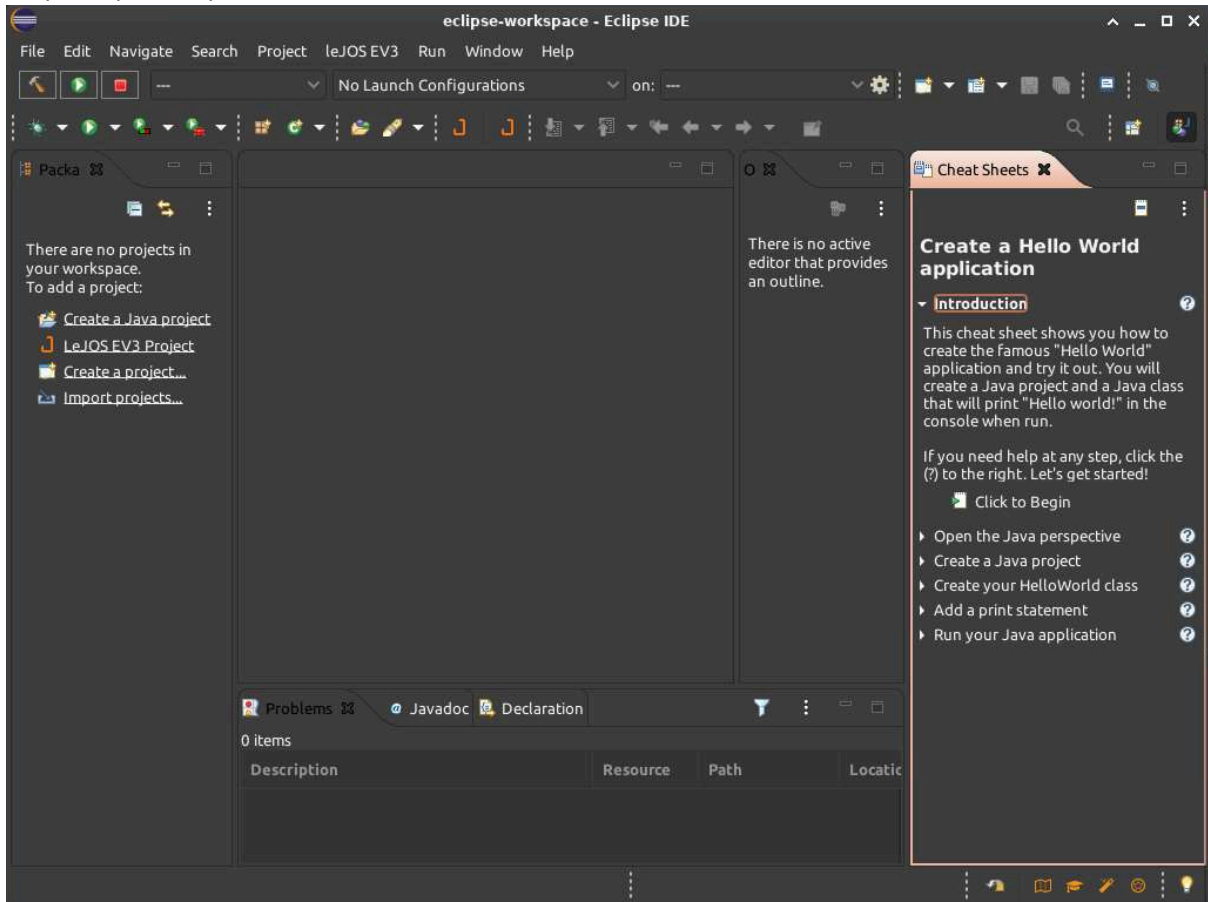 eclipse-workspace - Eclipse IDE
File Edit Navigate Search Project leJOS EV3 Run Window Help
--- No Launch Configurations on: ---
Packa
There are no projects in
your workspace.
To add a project:
Create a Java project
LeJOS EV3 Project
Create a project...
Import projects...
O
There is no active
editor that provides
an outline.
Cheat Sheets
Create a Hello World
application
Introduction
This cheat sheet shows you how to
create the famous "Hello World"
application and try it out. You will
create a Java project and a Java class
that will print "Hello world!" in the
console when run.
If you need help at any step, click the
(?) to the right. Let's get started!
Click to Begin
Open the Java perspective
Create a Java project
Create your HelloWorld class
Add a print statement
Run your Java application
Problems Javadoc Declaration
0 items
Description Resource Path Locatic